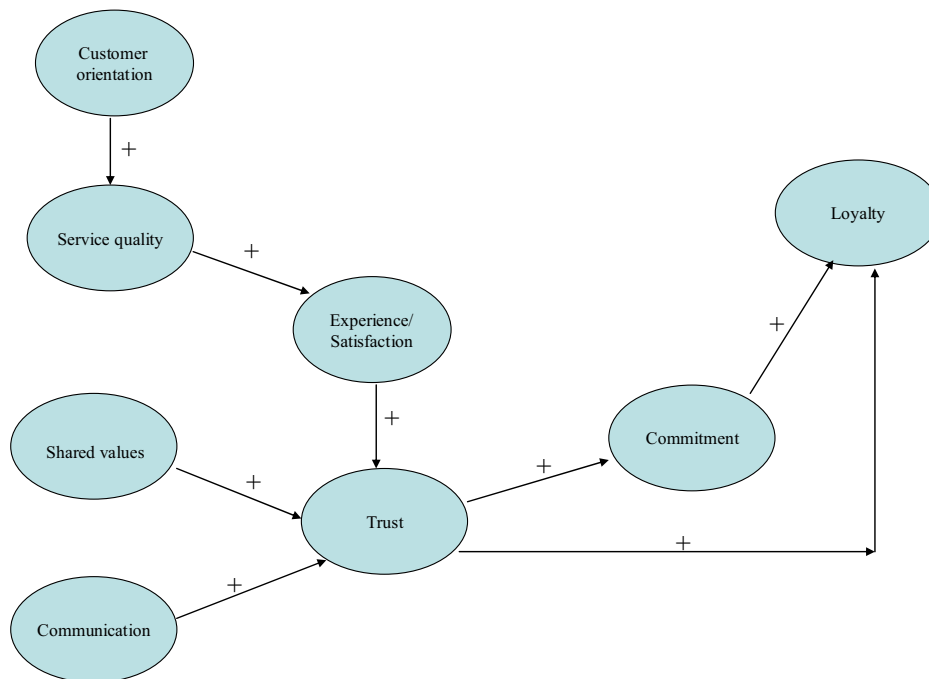 Customer
orientation
+
Loyalty
Service quality
+
Experience/
Satisfaction
+
+
Commitment
Shared values
+
+
Trust
+
+
Communication